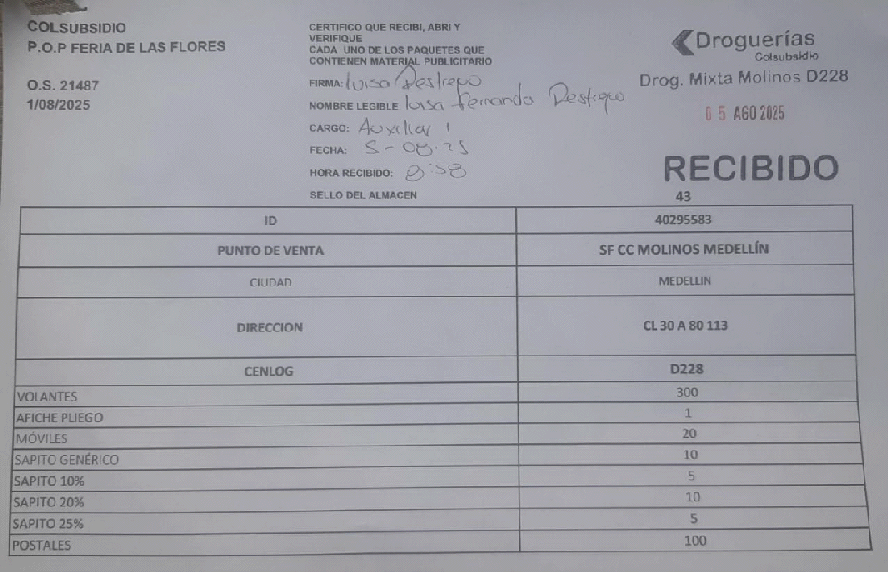 COLSUBSIDIO
P.O.P FERIA DE LAS FLORES
O.S. 21487
1/08/2025
CERTIFICO QUE RECIBI, ABRI Y
VERIFIQUE
CADA UNO DE LOS PAQUETES QUE
CONTIENEN MATERIAL PUBLICITARIO
FIRMA: luisa Restrepo
NOMBRE LEGIBLE luisa Fernanda Restrepo
CARGO: Auxiliar 1
FECHA: 5-08-25
HORA RECIBIDO: 8:58
SELLO DEL ALMACEN
Droguerías
Colsubsidio
Drog. Mixta Molinos D228
05 AGO 2025
RECIBIDO
43
ID 40295583
PUNTO DE VENTA SF CC MOLINOS MEDELLÍN
CIUDAD MEDELLIN
DIRECCION CL 30 A 80 113
CENLOG D228
VOLANTES 300
AFICHE PLIEGO 1
MÓVILES 20
SAPITO GENÉRICO 10
SAPITO 10% 5
SAPITO 20% 10
SAPITO 25% 5
POSTALES 100